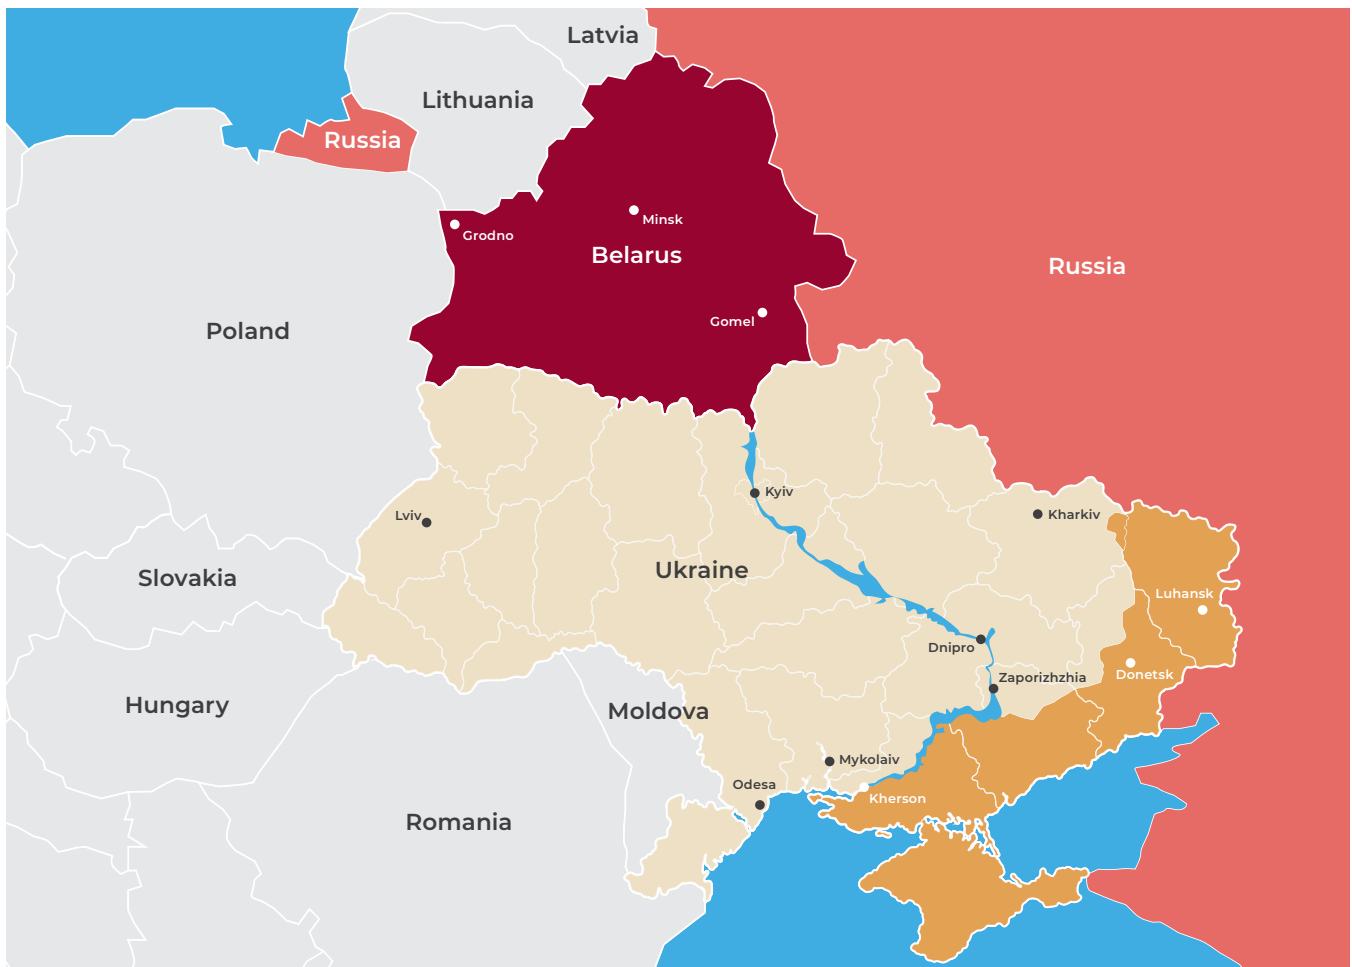 Latvia
Lithuania
Russia
Minsk
Grodno
Belarus
Russia
Gomel
Poland
Kyiv
Lviv
Kharkiv
Ukraine
Slovakia
Luhansk
Dnipro
Donetsk
Zaporizhzhia
Hungary
Moldova
Mykolaiv
Odesa
Kherson
Romania